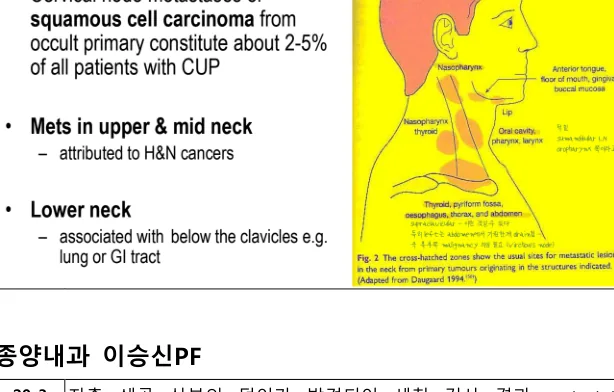 squamous cell carcinoma from
occult primary constitute about 2-5%
of all patients with CUP
• Mets in upper & mid neck
– attributed to H&N cancers
• Lower neck
– associated with below the clavicles e.g.
lung or GI tract
Nasopharynx
Anterior tongue,
floor of mouth, gingiva
buccal mucosa
Lip
Nasopharynx
thyroid
Oral cavity,
pharynx, larynx
Thyroid, pyriform fossa,
oesophagus, thorax, and abdomen
Fig. 2 The cross-hatched zones show the usual sites for metastatic lesio
in the neck from primary tumours originating in the structures indicated.
(Adapted from Daugaard 1994.
종양내과 이승신PF